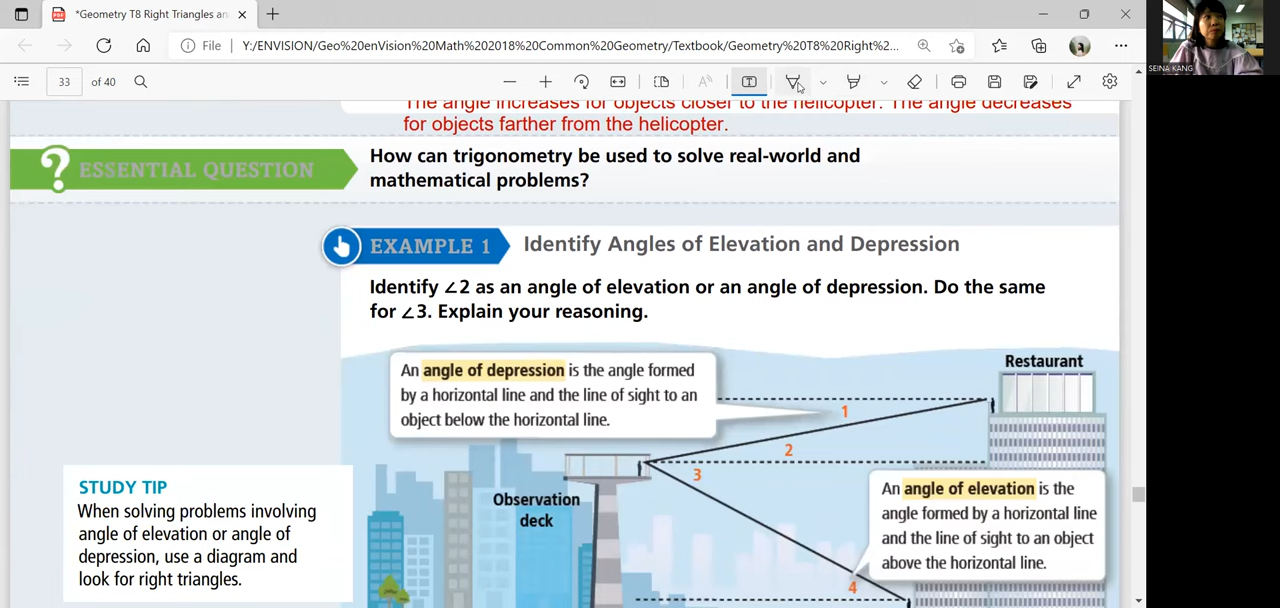 *Geometry T8 Right Triangles an
File
Y:/ENVISION/Geo%20enVision%20Math%202018%20Common%20Geometry/Textbook/Geometry%20T8%20Right%2...
SEINA KANG
33 of 40
The angle increases for objects closer to the helicopter. The angle decreases
for objects farther from the helicopter.
? ESSENTIAL QUESTION
How can trigonometry be used to solve real-world and
mathematical problems?
EXAMPLE 1
Identify Angles of Elevation and Depression
Identify ∠2 as an angle of elevation or an angle of depression. Do the same
for ∠3. Explain your reasoning.
An angle of depression is the angle formed
by a horizontal line and the line of sight to an
object below the horizontal line.
Restaurant
1
2
3
Observation
deck
An angle of elevation is the
angle formed by a horizontal line
and the line of sight to an object
above the horizontal line.
4
STUDY TIP
When solving problems involving
angle of elevation or angle of
depression, use a diagram and
look for right triangles.